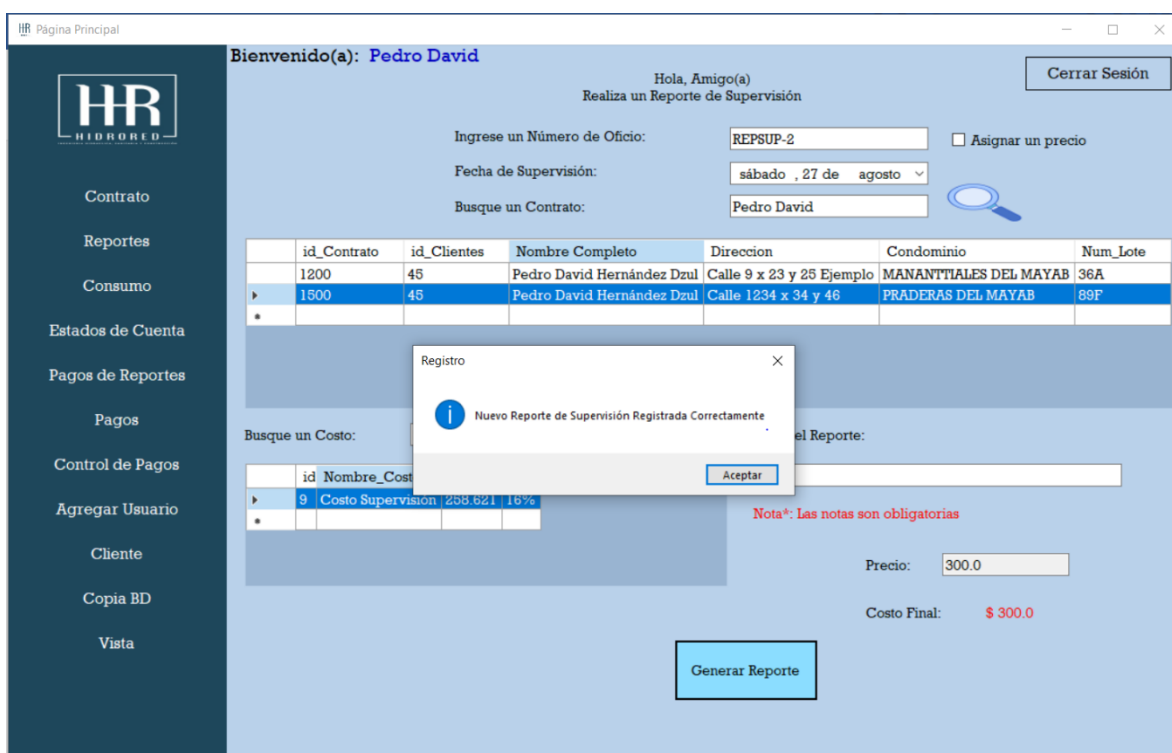 HR Página Principal
Bienvenido(a): Pedro David
Cerrar Sesión
Hola, Amigo(a)
Realiza un Reporte de Supervisión
HR
HIDRORED
Contrato
Reportes
Consumo
Estados de Cuenta
Pagos de Reportes
Pagos
Control de Pagos
Agregar Usuario
Cliente
Copia BD
Vista
Ingrese un Número de Oficio: REPSUP-2 Asignar un precio
Fecha de Supervisión: sábado , 27 de agosto
Busque un Contrato: Pedro David
id_Contrato id_Clientes Nombre Completo Direccion Condominio Num_Lote
1200 45 Pedro David Hernández Dzul Calle 9 x 23 y 25 Ejemplo MANANTTIALES DEL MAYAB 36A
1500 45 Pedro David Hernández Dzul Calle 1234 x 34 y 46 PRADERAS DEL MAYAB 89F
Registro
Nuevo Reporte de Supervisión Registrada Correctamente
Aceptar
Busque un Costo: el Reporte:
id Nombre_Cost
9 Costo Supervisión 258.621 16%
Nota*: Las notas son obligatorias
Precio: 300.0
Costo Final: $ 300.0
Generar Reporte